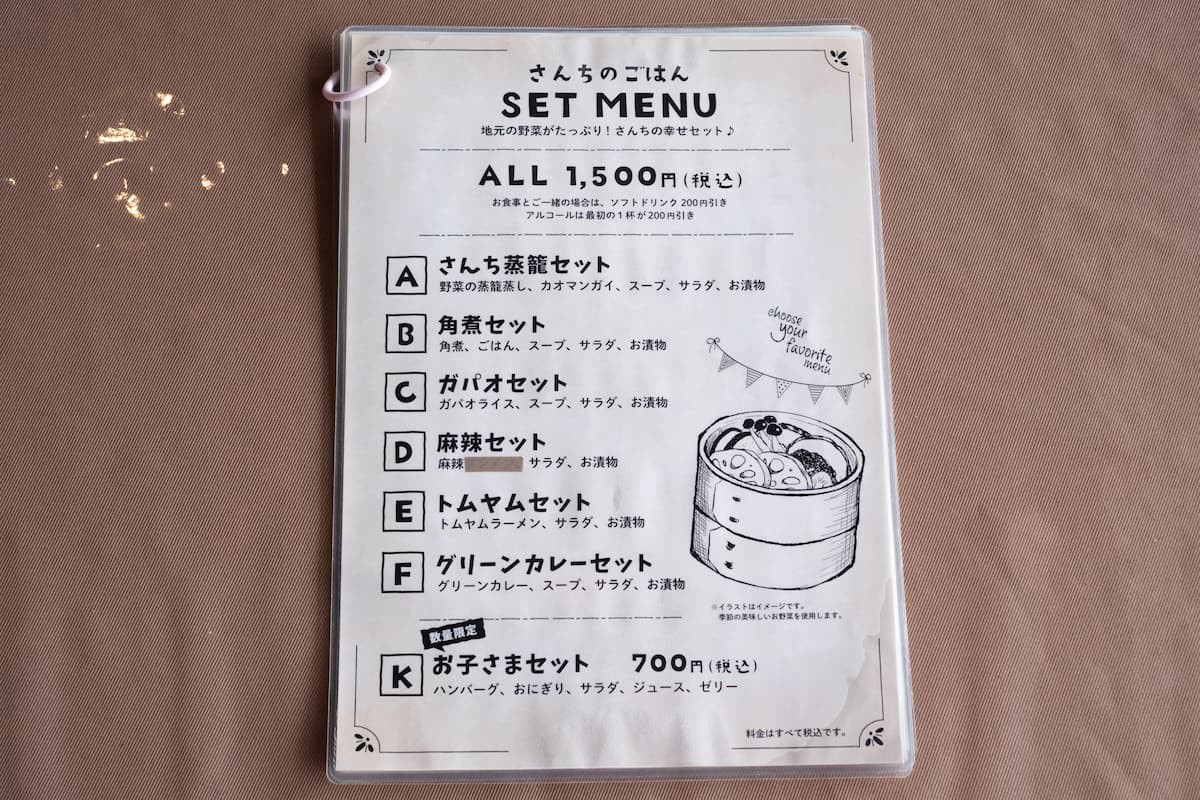 さんちのごはん
SET MENU
地元の野菜がたっぷり！さんちの幸せセット♪
ALL 1,500円(税込)
お食事とご一緒の場合は、ソフトドリンク200円引き
アルコールは最初の1杯が200円引き
A さんち蒸籠セット
野菜の蒸籠蒸し、カオマンガイ、スープ、サラダ、お漬物
choose
your
favorite
menu
B 角煮セット
角煮、ごはん、スープ、サラダ、お漬物
C ガパオセット
ガパオライス、スープ、サラダ、お漬物
D 麻辣セット
麻辣 サラダ、お漬物
E トムヤムセット
トムヤムラーメン、サラダ、お漬物
F グリーンカレーセット
グリーンカレー、スープ、サラダ、お漬物
※イラストはイメージです。
季節の美味しいお野菜を使用します。
数量限定
K お子さまセット 700円(税込)
ハンバーグ、おにぎり、サラダ、ジュース、ゼリー
料金はすべて税込です。